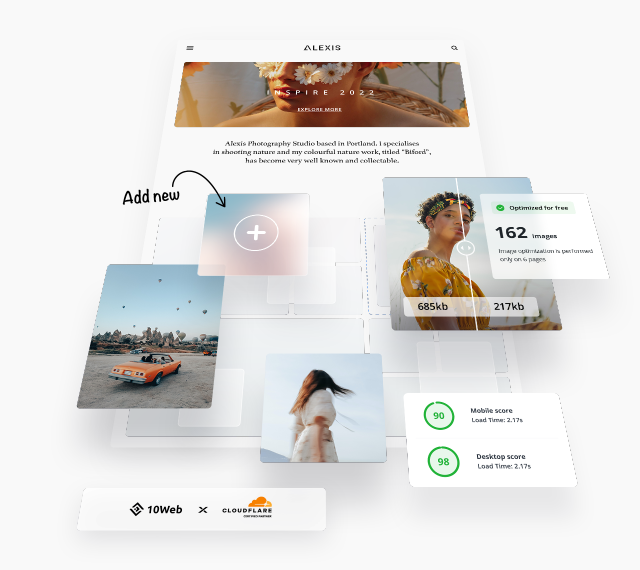 ALEXIS
INSPIRE 2022
EXPLORE MORE
Alexis Photography Studio based in Portland. I specialises
in shooting nature and my colourful nature work, titled "Biford",
has become very well known and collectable.
Add new
Optimized for free
162 images
Image optimization is performed
only on 6 pages.
685kb
217kb
90
Mobile score
Load Time: 2.17s
98
Desktop score
Load Time: 2.17s
10Web x CLOUDFLARE
CERTIFIED PARTNER